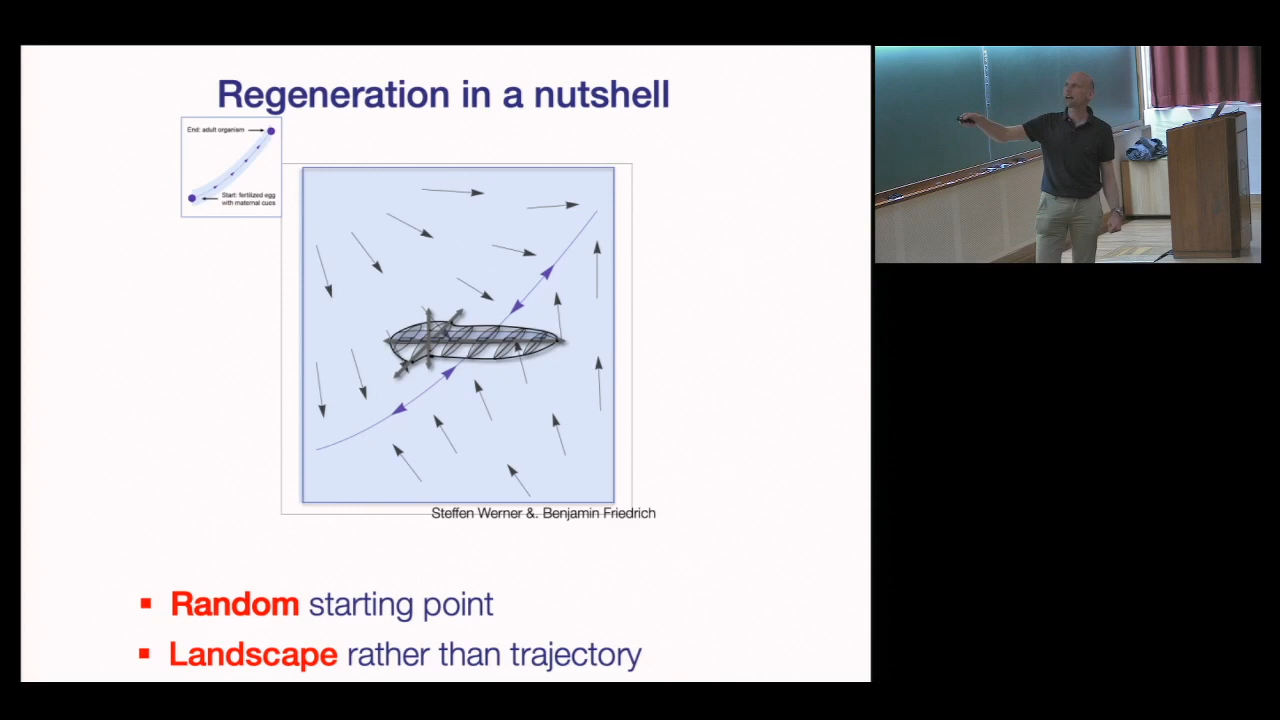 Regeneration in a nutshell
End: adult organism
Start: fertilized egg
with maternal cues
Steffen Werner &. Benjamin Friedrich
▪ Random starting point
▪ Landscape rather than trajectory